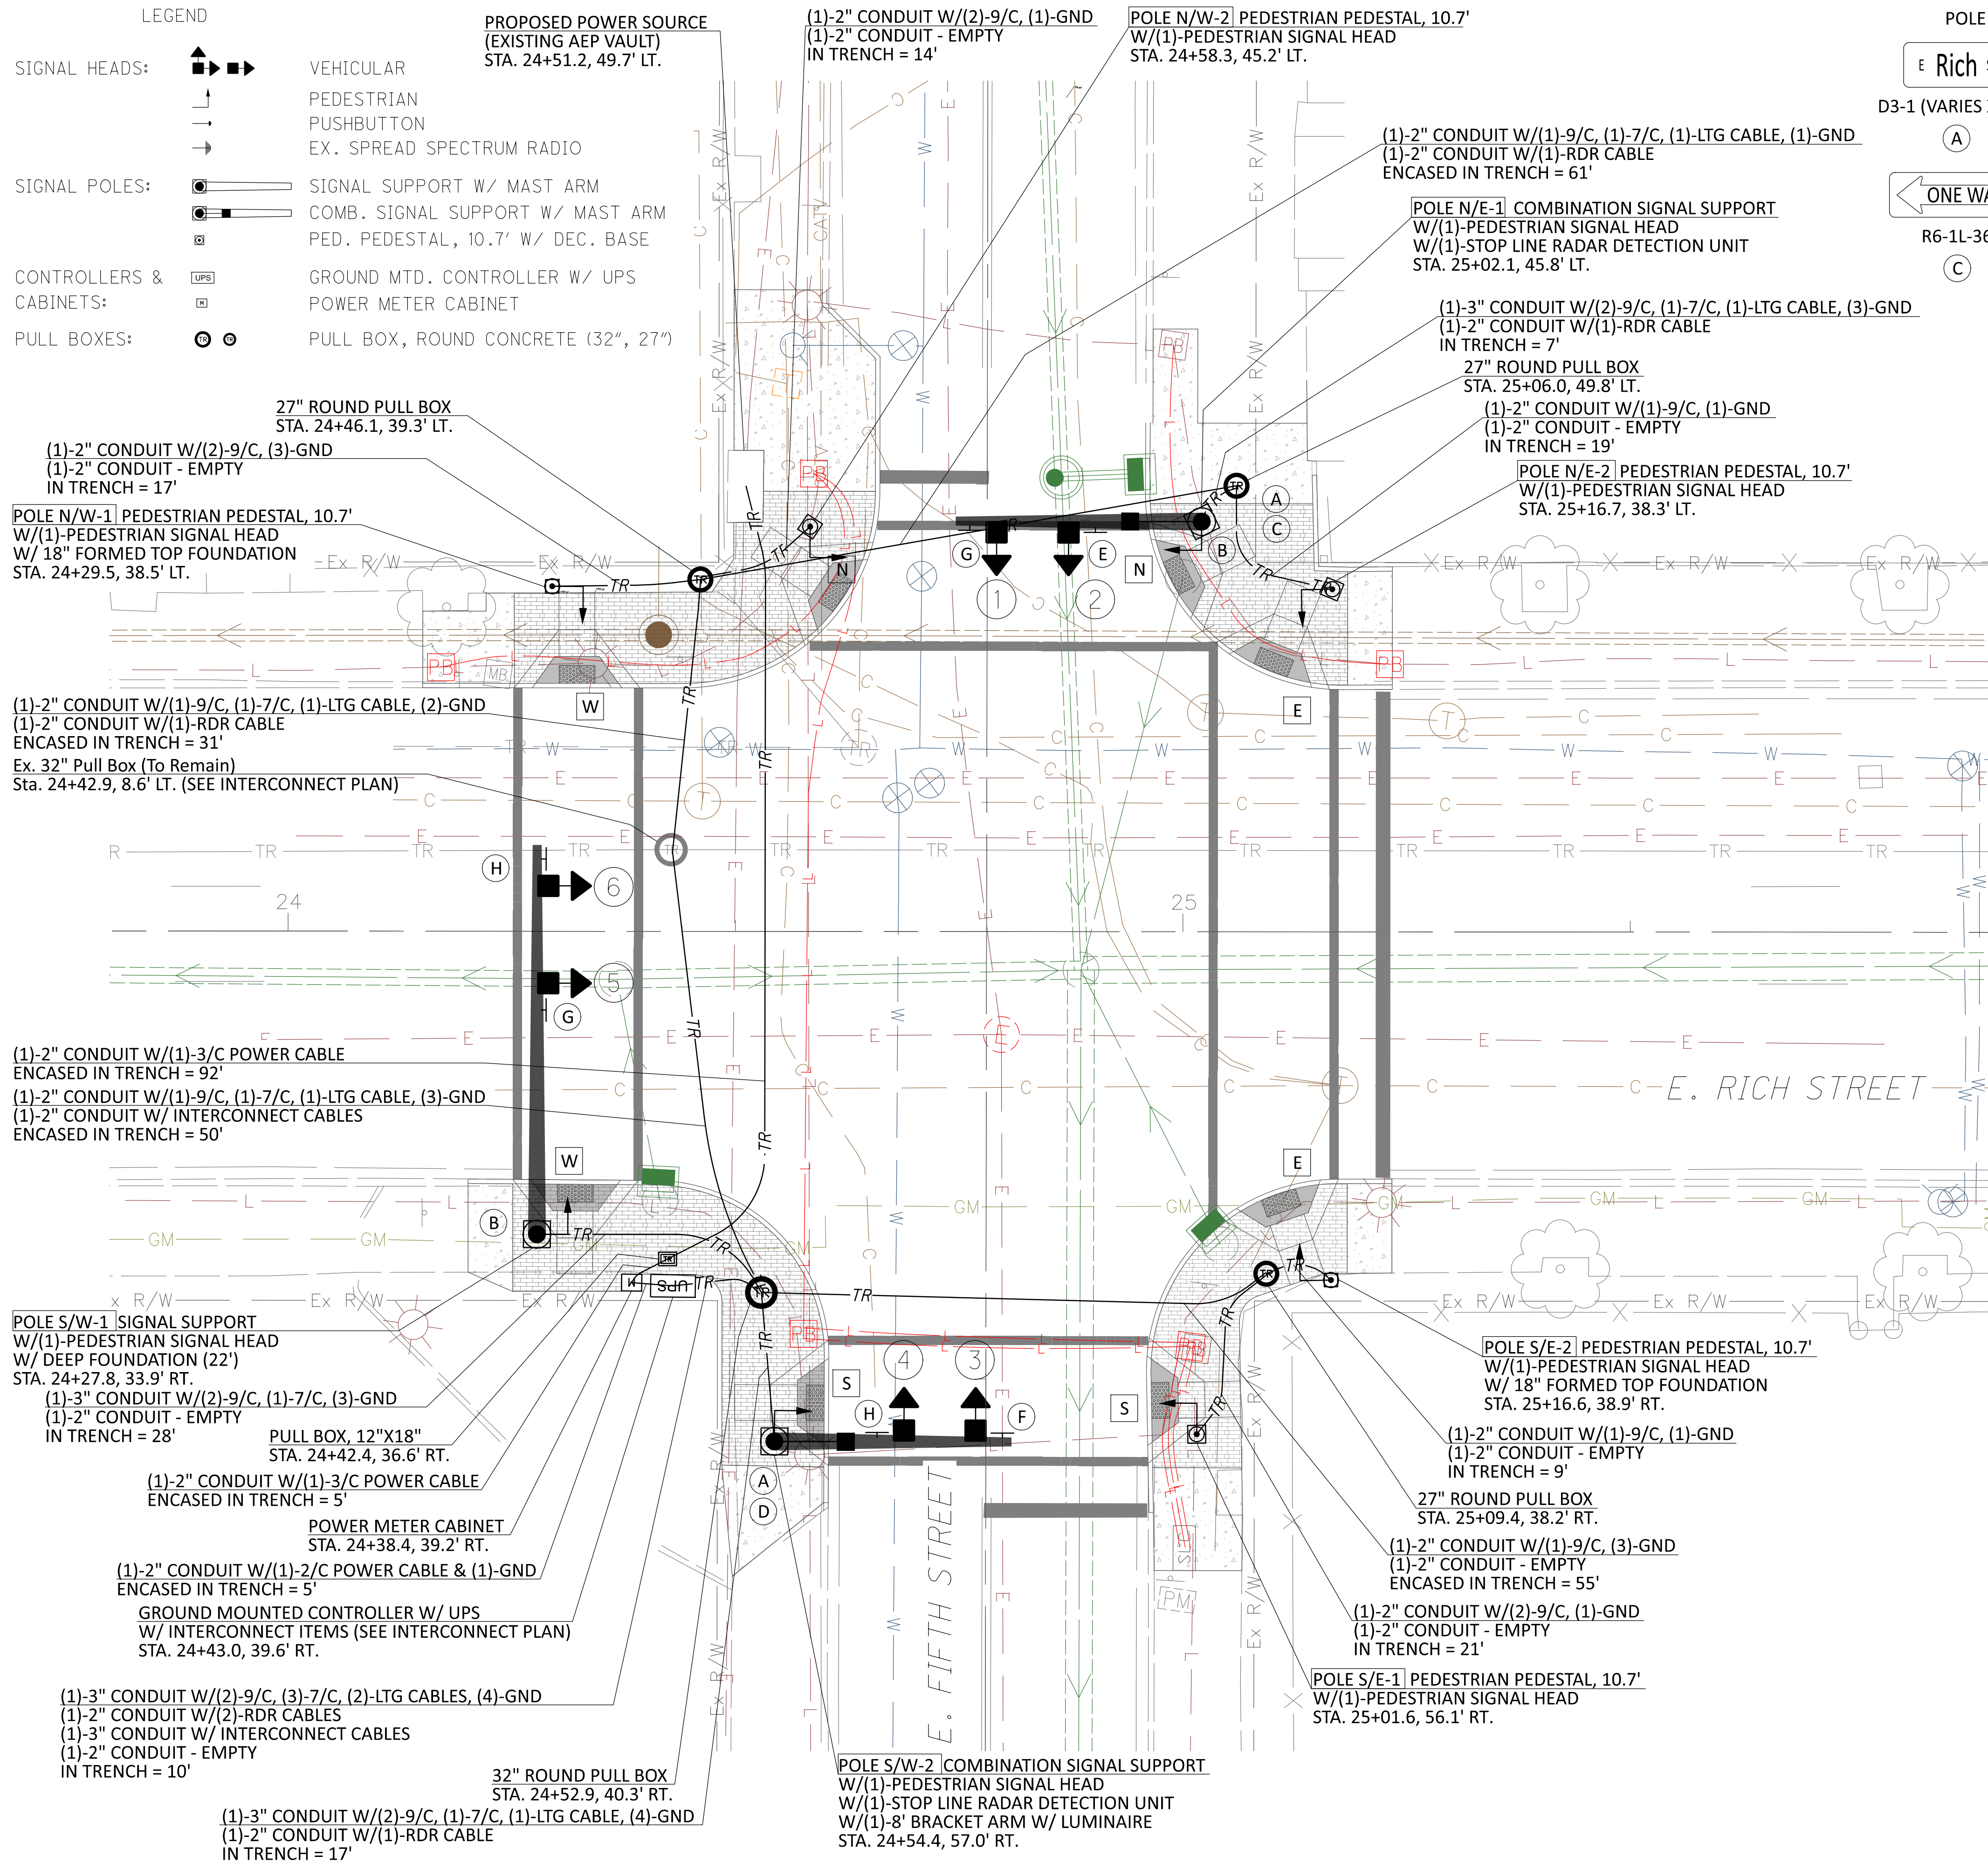 LEGEND
SIGNAL HEADS:
VEHICULAR
PEDESTRIAN
PUSHBUTTON
EX. SPREAD SPECTRUM RADIO
SIGNAL POLES:
SIGNAL SUPPORT W/ MAST ARM
COMB. SIGNAL SUPPORT W/ MAST ARM
PED. PEDESTAL, 10.7' W/ DEC. BASE
CONTROLLERS & CABINETS:
UPS
GROUND MTD. CONTROLLER W/ UPS
M
POWER METER CABINET
PULL BOXES:
TR TR
PULL BOX, ROUND CONCRETE (32", 27")
PROPOSED POWER SOURCE
(EXISTING AEP VAULT)
STA. 24+51.2, 49.7' LT.
(1)-2" CONDUIT W/(2)-9/C, (1)-GND
(1)-2" CONDUIT - EMPTY
IN TRENCH = 14'
POLE N/W-2 PEDESTRIAN PEDESTAL, 10.7'
W/(1)-PEDESTRIAN SIGNAL HEAD
STA. 24+58.3, 45.2' LT.
POLE
E Rich
D3-1 (VARIES
A
ONE WA
R6-1L-36
C
(1)-2" CONDUIT W/(1)-9/C, (1)-7/C, (1)-LTG CABLE, (1)-GND
(1)-2" CONDUIT W/(1)-RDR CABLE
ENCASED IN TRENCH = 61'
POLE N/E-1 COMBINATION SIGNAL SUPPORT
W/(1)-PEDESTRIAN SIGNAL HEAD
W/(1)-STOP LINE RADAR DETECTION UNIT
STA. 25+02.1, 45.8' LT.
(1)-3" CONDUIT W/(2)-9/C, (1)-7/C, (1)-LTG CABLE, (3)-GND
(1)-2" CONDUIT W/(1)-RDR CABLE
IN TRENCH = 7'
27" ROUND PULL BOX
STA. 25+06.0, 49.8' LT.
(1)-2" CONDUIT W/(1)-9/C, (1)-GND
(1)-2" CONDUIT - EMPTY
IN TRENCH = 19'
POLE N/E-2 PEDESTRIAN PEDESTAL, 10.7'
W/(1)-PEDESTRIAN SIGNAL HEAD
STA. 25+16.7, 38.3' LT.
27" ROUND PULL BOX
STA. 24+46.1, 39.3' LT.
(1)-2" CONDUIT W/(2)-9/C, (3)-GND
(1)-2" CONDUIT - EMPTY
IN TRENCH = 17'
POLE N/W-1 PEDESTRIAN PEDESTAL, 10.7'
W/(1)-PEDESTRIAN SIGNAL HEAD
W/ 18" FORMED TOP FOUNDATION
STA. 24+29.5, 38.5' LT.
(1)-2" CONDUIT W/(1)-9/C, (1)-7/C, (1)-LTG CABLE, (2)-GND
(1)-2" CONDUIT W/(1)-RDR CABLE
ENCASED IN TRENCH = 31'
Ex. 32" Pull Box (To Remain)
Sta. 24+42.9, 8.6' LT. (SEE INTERCONNECT PLAN)
G
E
N
N
1
2
A
C
B
W
E
H
6
24
25
5
G
(1)-2" CONDUIT W/(1)-3/C POWER CABLE
ENCASED IN TRENCH = 92'
(1)-2" CONDUIT W/(1)-9/C, (1)-7/C, (1)-LTG CABLE, (3)-GND
(1)-2" CONDUIT W/ INTERCONNECT CABLES
ENCASED IN TRENCH = 50'
E. RICH STREET
W
E
B
POLE S/W-1 SIGNAL SUPPORT
W/(1)-PEDESTRIAN SIGNAL HEAD
W/ DEEP FOUNDATION (22')
STA. 24+27.8, 33.9' RT.
(1)-3" CONDUIT W/(2)-9/C, (1)-7/C, (3)-GND
(1)-2" CONDUIT - EMPTY
IN TRENCH = 28'
PULL BOX, 12"X18"
STA. 24+42.4, 36.6' RT.
(1)-2" CONDUIT W/(1)-3/C POWER CABLE
ENCASED IN TRENCH = 5'
POWER METER CABINET
STA. 24+38.4, 39.2' RT.
(1)-2" CONDUIT W/(1)-2/C POWER CABLE & (1)-GND
ENCASED IN TRENCH = 5'
GROUND MOUNTED CONTROLLER W/ UPS
W/ INTERCONNECT ITEMS (SEE INTERCONNECT PLAN)
STA. 24+43.0, 39.6' RT.
(1)-3" CONDUIT W/(2)-9/C, (3)-7/C, (2)-LTG CABLES, (4)-GND
(1)-2" CONDUIT W/(2)-RDR CABLES
(1)-3" CONDUIT W/ INTERCONNECT CABLES
(1)-2" CONDUIT - EMPTY
IN TRENCH = 10'
32" ROUND PULL BOX
STA. 24+52.9, 40.3' RT.
(1)-3" CONDUIT W/(2)-9/C, (1)-7/C, (1)-LTG CABLE, (4)-GND
(1)-2" CONDUIT W/(1)-RDR CABLE
IN TRENCH = 17'
S
4
3
H
F
S
A
D
E. FIFTH STREET
POLE S/W-2 COMBINATION SIGNAL SUPPORT
W/(1)-PEDESTRIAN SIGNAL HEAD
W/(1)-STOP LINE RADAR DETECTION UNIT
W/(1)-8' BRACKET ARM W/ LUMINAIRE
STA. 24+54.4, 57.0' RT.
POLE S/E-2 PEDESTRIAN PEDESTAL, 10.7'
W/(1)-PEDESTRIAN SIGNAL HEAD
W/ 18" FORMED TOP FOUNDATION
STA. 25+16.6, 38.9' RT.
(1)-2" CONDUIT W/(1)-9/C, (1)-GND
(1)-2" CONDUIT - EMPTY
IN TRENCH = 9'
27" ROUND PULL BOX
STA. 25+09.4, 38.2' RT.
(1)-2" CONDUIT W/(1)-9/C, (3)-GND
(1)-2" CONDUIT - EMPTY
ENCASED IN TRENCH = 55'
(1)-2" CONDUIT W/(2)-9/C, (1)-GND
(1)-2" CONDUIT - EMPTY
IN TRENCH = 21'
POLE S/E-1 PEDESTRIAN PEDESTAL, 10.7'
W/(1)-PEDESTRIAN SIGNAL HEAD
STA. 25+01.6, 56.1' RT.